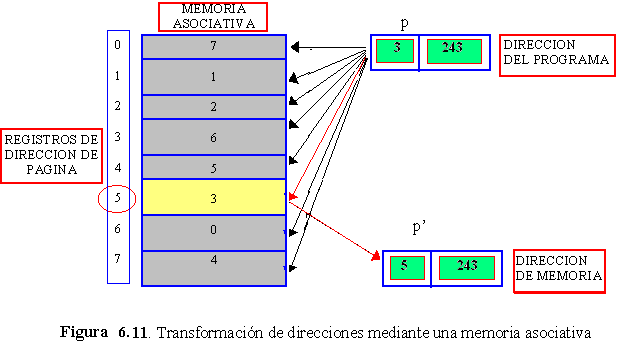 MEMORIA
ASOCIATIVA
p
0
7
3
243
DIRECCION
DEL PROGRAMA
1
1
2
2
3
6
REGISTROS DE
DIRECCION DE
PAGINA
4
5
5
3
6
0
p'
7
4
5
243
DIRECCION
DE MEMORIA
Figura 6.11. Transformación de direcciones mediante una memoria asociativa